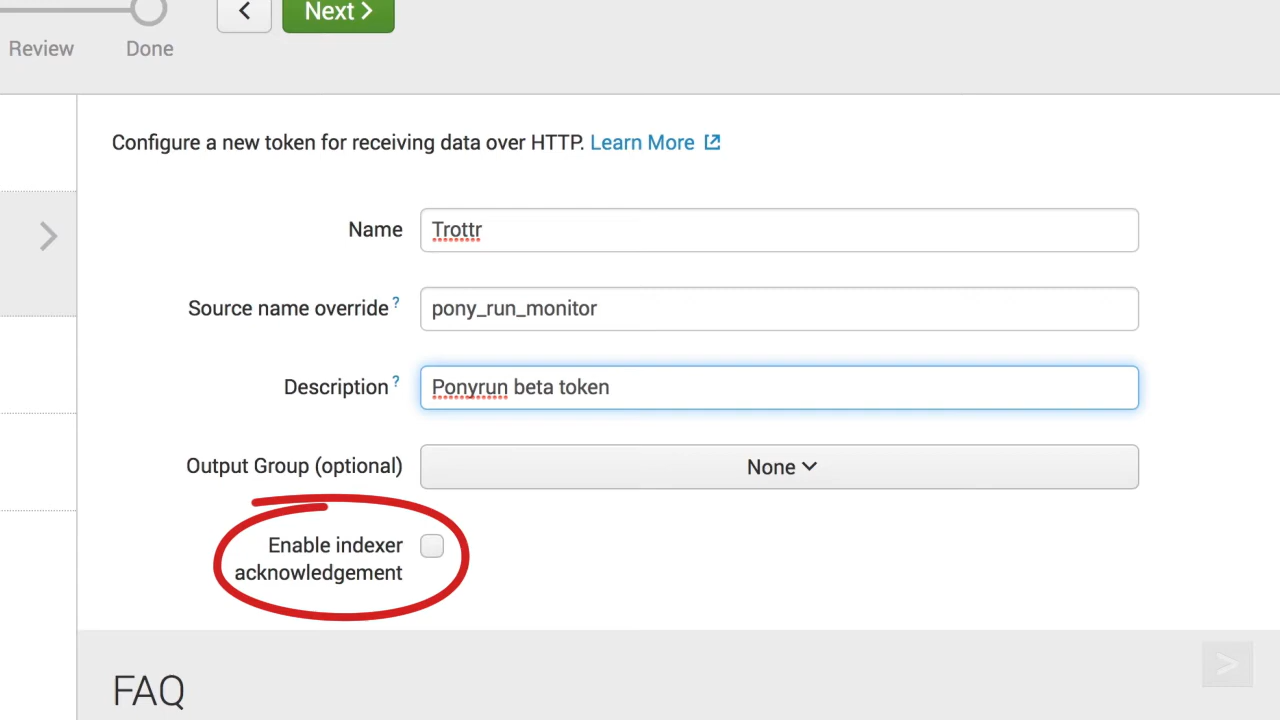 Next >
Review Done
Configure a new token for receiving data over HTTP. Learn More
Name Trottr
Source name override ? pony_run_monitor
Description ? Ponyrun beta token
Output Group (optional) None
Enable indexer
acknowledgement
FAQ